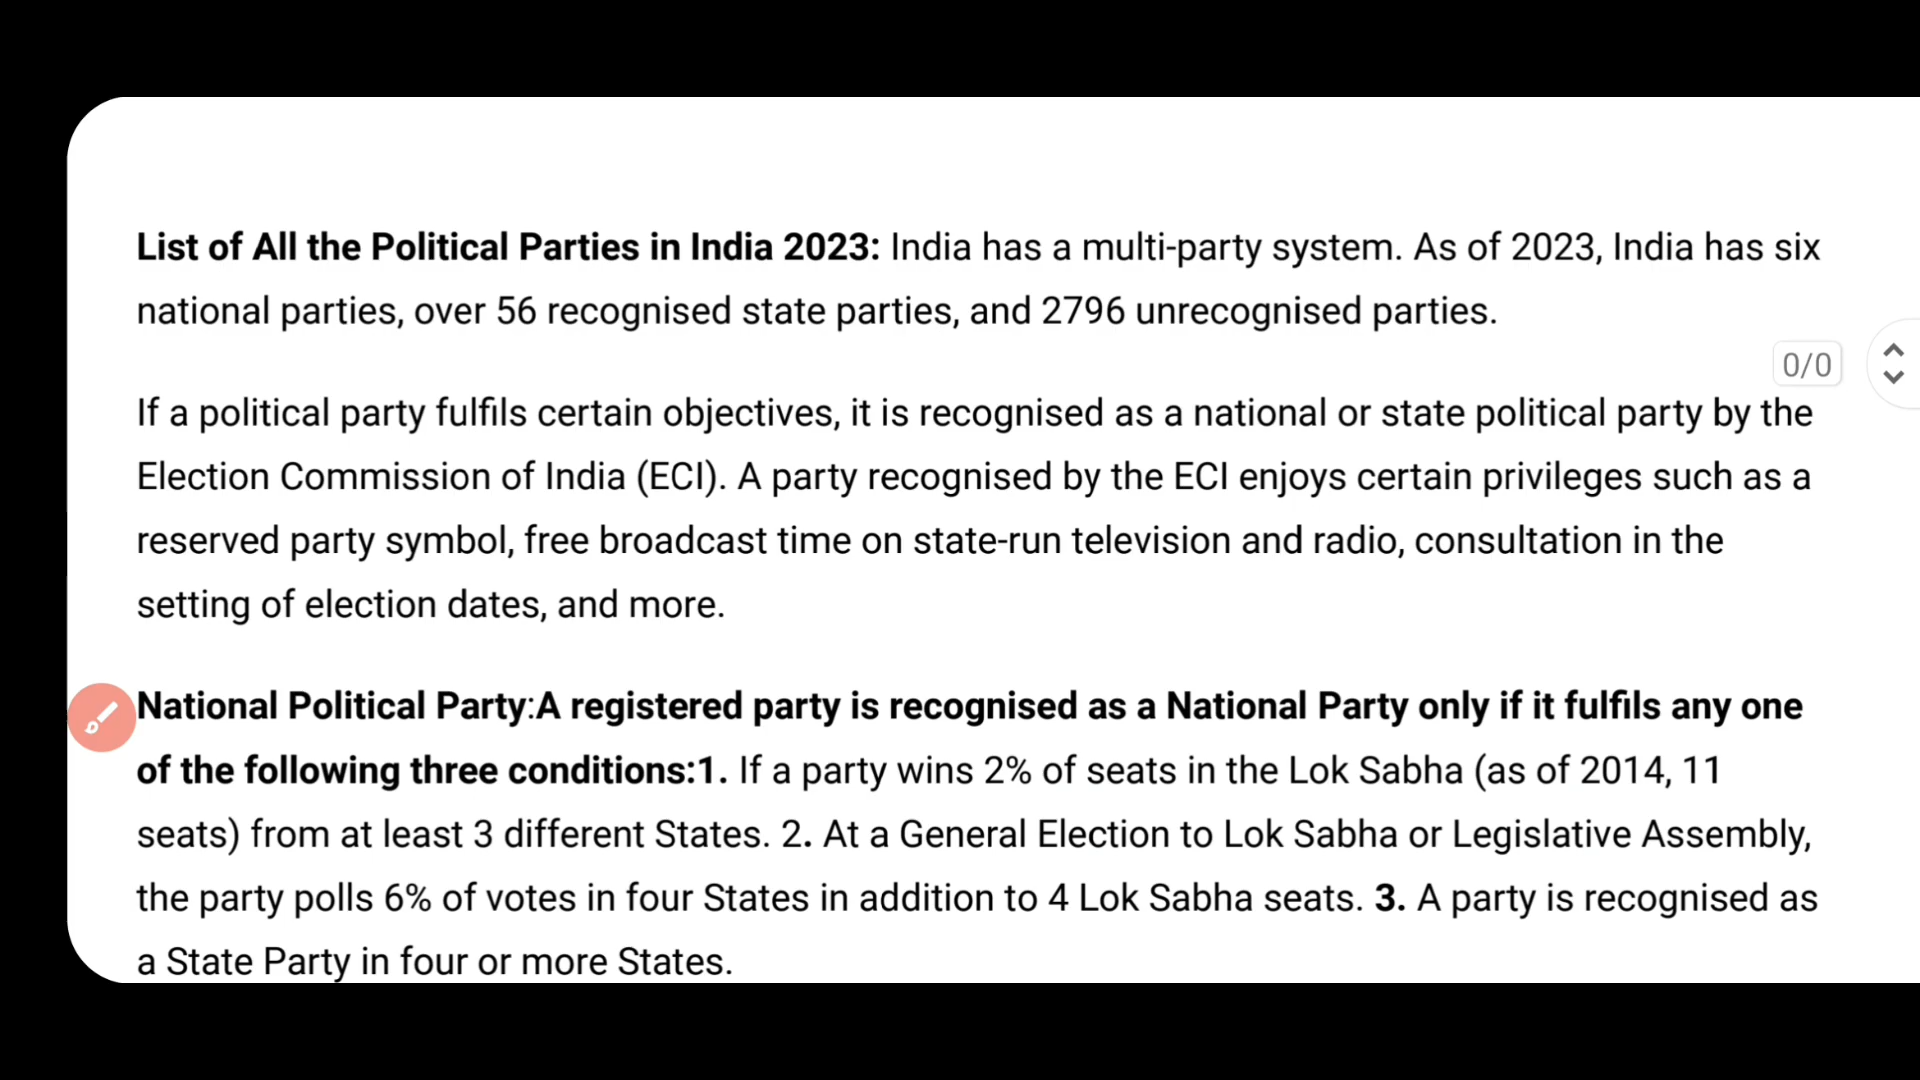 List of All the Political Parties in India 2023: India has a multi-party system. As of 2023, India has six
national parties, over 56 recognised state parties, and 2796 unrecognised parties.
0/0
If a political party fulfils certain objectives, it is recognised as a national or state political party by the
Election Commission of India (ECI). A party recognised by the ECI enjoys certain privileges such as a
reserved party symbol, free broadcast time on state-run television and radio, consultation in the
setting of election dates, and more.
National Political Party:A registered party is recognised as a National Party only if it fulfils any one
of the following three conditions:1. If a party wins 2% of seats in the Lok Sabha (as of 2014, 11
seats) from at least 3 different States. 2. At a General Election to Lok Sabha or Legislative Assembly,
the party polls 6% of votes in four States in addition to 4 Lok Sabha seats. 3. A party is recognised as
a State Party in four or more States.